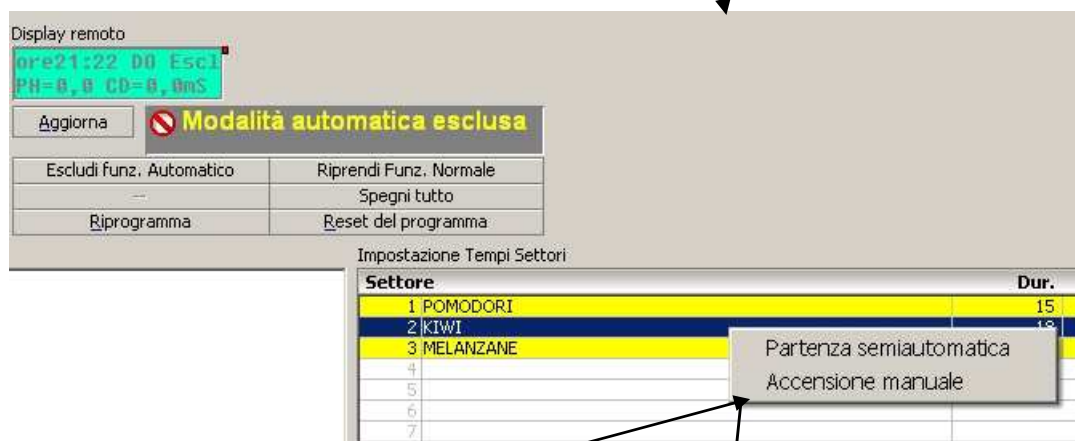 Display remoto
ore21:22 D0 Escl
PH=0,0 CD=0,0mS
Aggiorna
Modalità automatica esclusa
Escludi funz. Automatico Riprendi Funz. Normale
-- Spegni tutto
Riprogramma Reset del programma
Impostazione Tempi Settori
Settore Dur.
1 POMODORI 15
2 KIWI 18
3 MELANZANE
Partenza semiautomatica
Accensione manuale
4
5
6
7